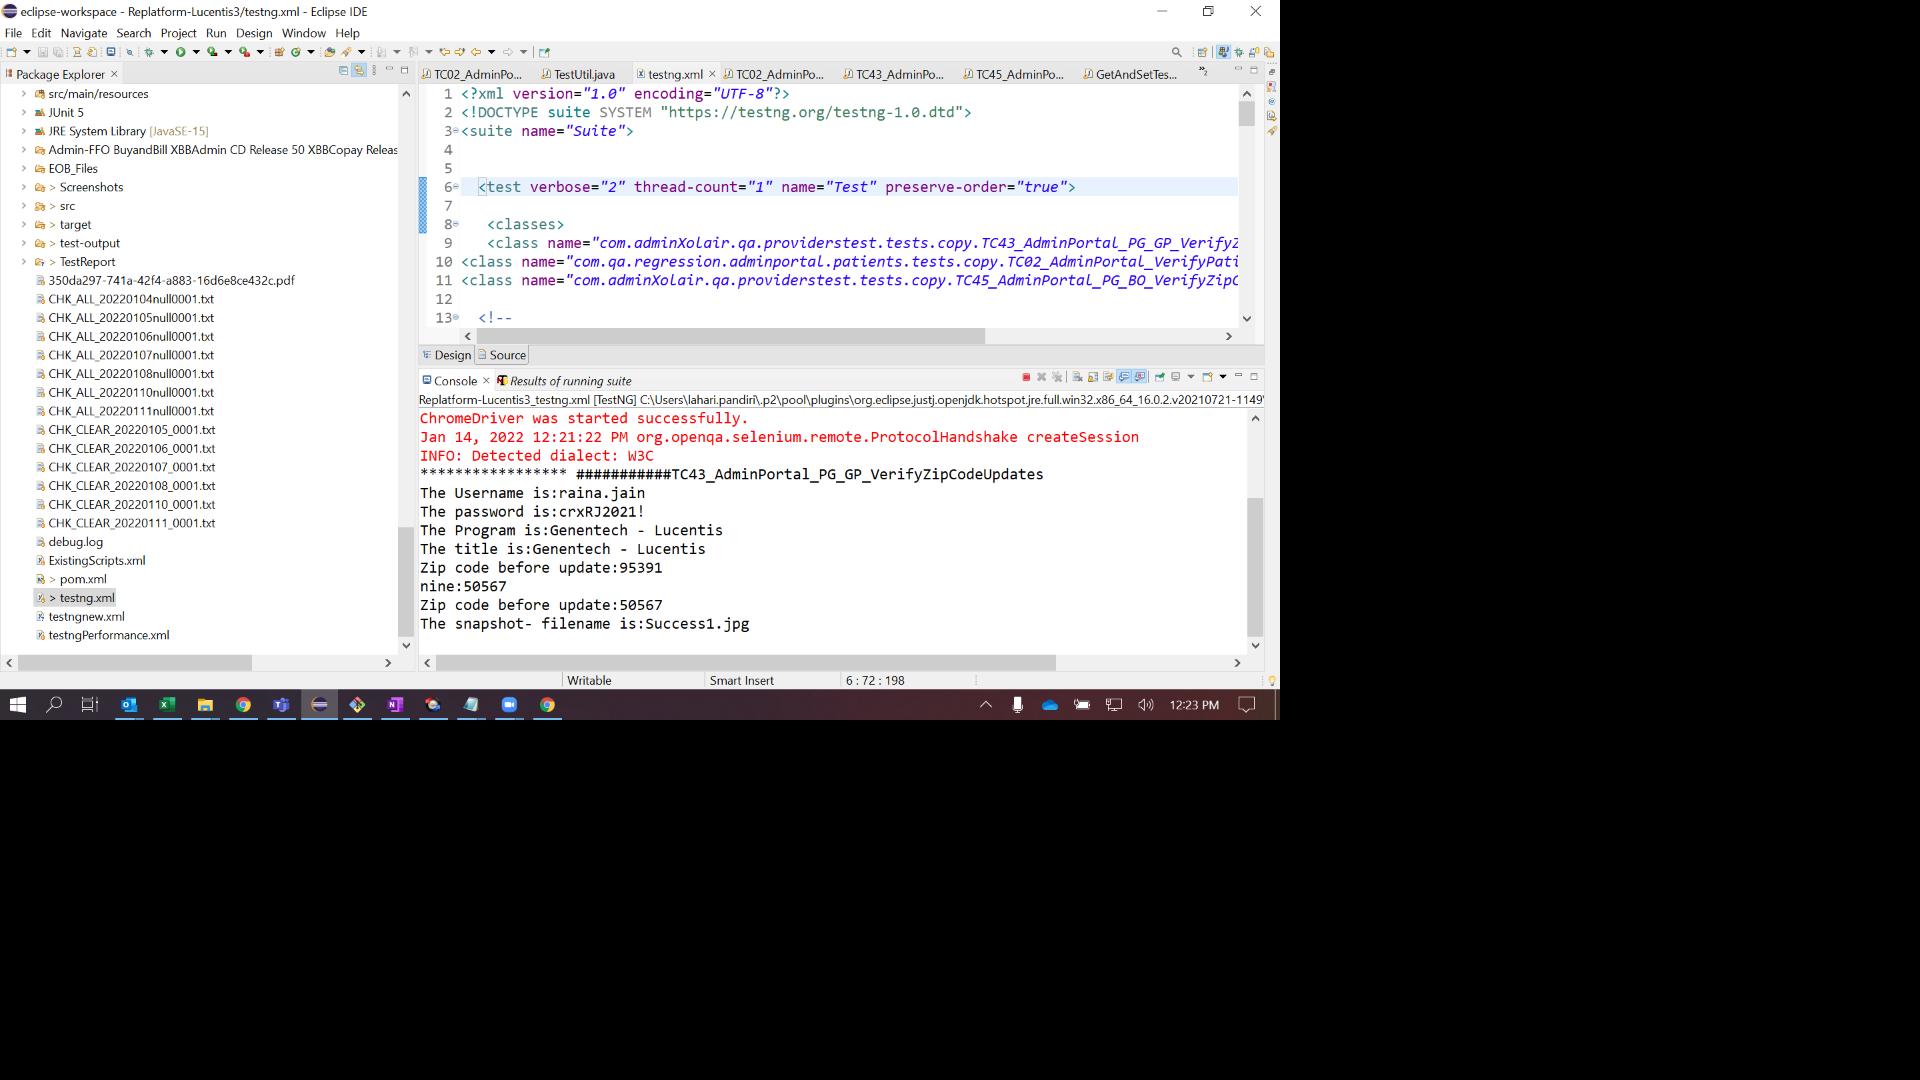 eclipse-workspace - Replatform-Lucentis3/testng.xml - Eclipse IDE
File Edit Navigate Search Project Run Design Window Help
Package Explorer
src/main/resources
JUnit 5
JRE System Library [JavaSE-15]
Admin-FFO BuyandBill XBBAdmin CD Release 50 XBBCopay Releas
EOB_Files
> Screenshots
> src
> target
> test-output
> TestReport
350da297-741a-42f4-a883-16d6e8ce432c.pdf
CHK_ALL_20220104null0001.txt
CHK_ALL_20220105null0001.txt
CHK_ALL_20220106null0001.txt
CHK_ALL_20220107null0001.txt
CHK_ALL_20220108null0001.txt
CHK_ALL_20220110null0001.txt
CHK_ALL_20220111null0001.txt
CHK_CLEAR_20220105_0001.txt
CHK_CLEAR_20220106_0001.txt
CHK_CLEAR_20220107_0001.txt
CHK_CLEAR_20220108_0001.txt
CHK_CLEAR_20220110_0001.txt
CHK_CLEAR_20220111_0001.txt
debug.log
ExistingScripts.xml
> pom.xml
> testng.xml
testngnew.xml
testngPerformance.xml
TC02_AdminPo... TestUtil.java testng.xml TC02_AdminPo... TC43_AdminPo... TC45_AdminPo... GetAndSetTes... 2
1 <?xml version="1.0" encoding="UTF-8"?>
2 <!DOCTYPE suite SYSTEM "https://testng.org/testng-1.0.dtd">
3 <suite name="Suite">
4
5
6 <test verbose="2" thread-count="1" name="Test" preserve-order="true">
7
8 <classes>
9 <class name="com.adminXolair.qa.providerstest.tests.copy.TC43_AdminPortal_PG_GP_VerifyZ
10 <class name="com.qa.regression.adminportal.patients.tests.copy.TC02_AdminPortal_VerifyPati
11 <class name="com.adminXolair.qa.providerstest.tests.copy.TC45_AdminPortal_PG_BO_VerifyZipC
12
13 <!--
Design Source
Console Results of running suite
Replatform-Lucentis3_testng.xml [TestNG] C:\Users\lahari.pandiri\.p2\pool\plugins\org.eclipse.justj.openjdk.hotspot.jre.full.win32.x86_64_16.0.2.v20210721-1149\
ChromeDriver was started successfully.
Jan 14, 2022 12:21:22 PM org.openqa.selenium.remote.ProtocolHandshake createSession
INFO: Detected dialect: W3C
***************** ###########TC43_AdminPortal_PG_GP_VerifyZipCodeUpdates
The Username is:raina.jain
The password is:crxRJ2021!
The Program is:Genentech - Lucentis
The title is:Genentech - Lucentis
Zip code before update:95391
nine:50567
Zip code before update:50567
The snapshot- filename is:Success1.jpg
Writable Smart Insert 6 : 72 : 198
12:23 PM